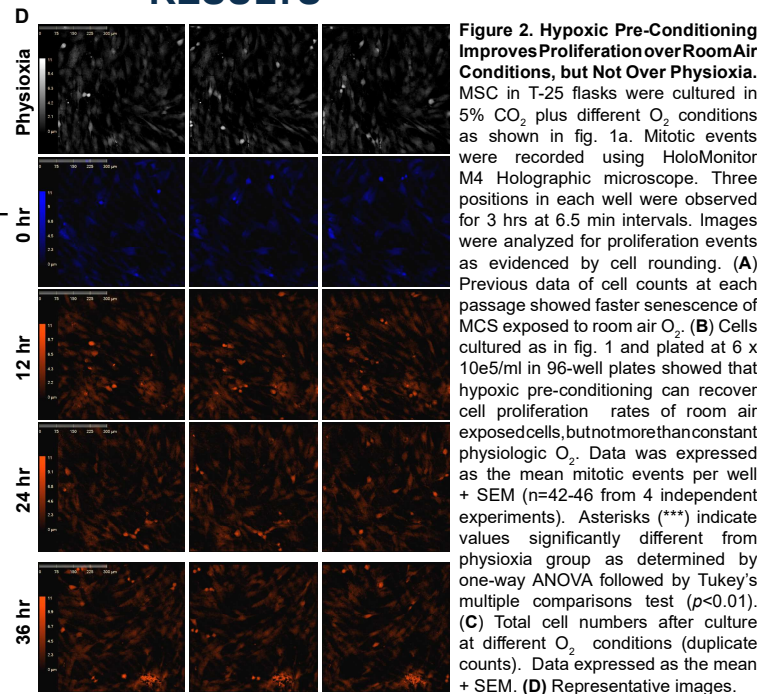 RESULTS
D
Physioxia
0 hr
12 hr
24 hr
36 hr
Figure 2. Hypoxic Pre-Conditioning
Improves Proliferation over Room Air
Conditions, but Not Over Physioxia.
MSC in T-25 flasks were cultured in
5% CO₂ plus different O₂ conditions
as shown in fig. 1a. Mitotic events
were recorded using HoloMonitor
M4 Holographic microscope. Three
positions in each well were observed
for 3 hrs at 6.5 min intervals. Images
were analyzed for proliferation events
as evidenced by cell rounding. (A)
Previous data of cell counts at each
passage showed faster senescence of
MCS exposed to room air O₂. (B) Cells
cultured as in fig. 1 and plated at 6 x
10e5/ml in 96-well plates showed that
hypoxic pre-conditioning can recover
cell proliferation rates of room air
exposed cells, but not more than constant
physiologic O₂. Data was expressed
as the mean mitotic events per well
+ SEM (n=42-46 from 4 independent
experiments). Asterisks (***) indicate
values significantly different from
physioxia group as determined by
one-way ANOVA followed by Tukey's
multiple comparisons test (p<0.01).
(C) Total cell numbers after culture
at different O₂ conditions (duplicate
counts). Data expressed as the mean
+ SEM. (D) Representative images.